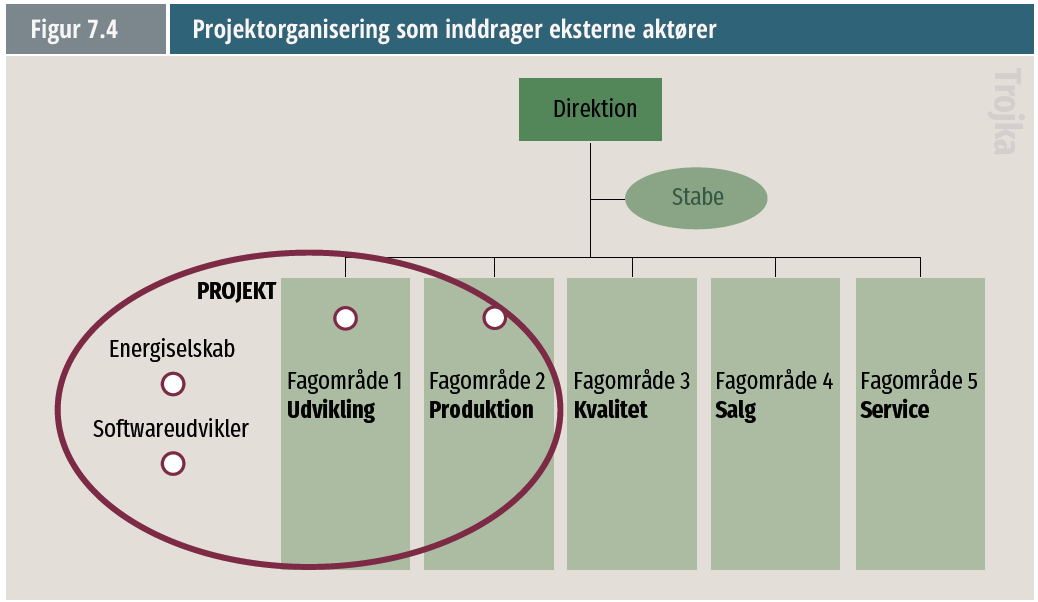 Figur 7.4
Projektorganisering som inddrager eksterne aktører
Trojka
Direktion
Stabe
PROJEKT
Energiselskab
Softwareudvikler
Fagområde 1
Udvikling
Fagområde 2
Produktion
Fagområde 3
Kvalitet
Fagområde 4
Salg
Fagområde 5
Service